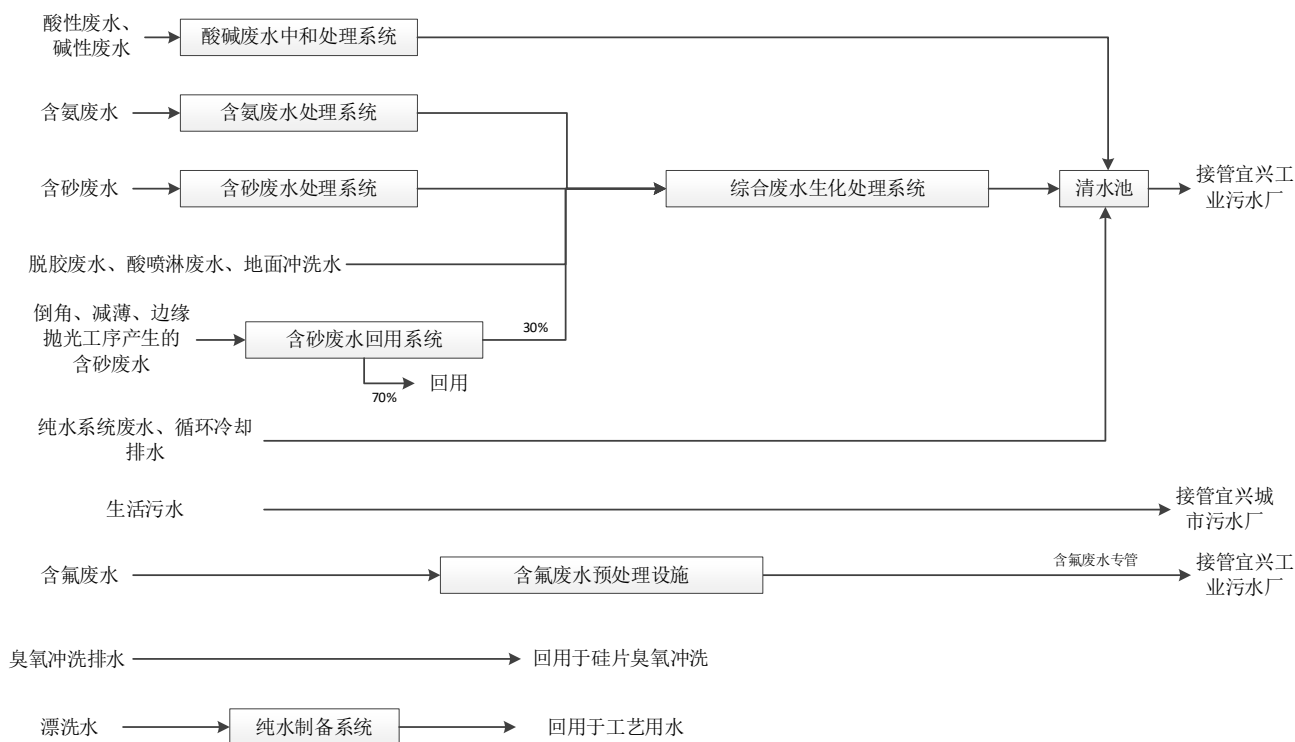 酸性废水、
碱性废水
酸碱废水中和处理系统
含氨废水
含氨废水处理系统
含砂废水
含砂废水处理系统
综合废水生化处理系统
清水池
接管宜兴工
业污水厂
脱胶废水、酸喷淋废水、地面冲洗水
倒角、减薄、边缘
抛光工序产生的
含砂废水
含砂废水回用系统
30%
70%
回用
纯水系统废水、循环冷却
排水
生活污水
接管宜兴城
市污水厂
含氟废水
含氟废水预处理设施
含氟废水专管
接管宜兴工
业污水厂
臭氧冲洗排水
回用于硅片臭氧冲洗
漂洗水
纯水制备系统
回用于工艺用水